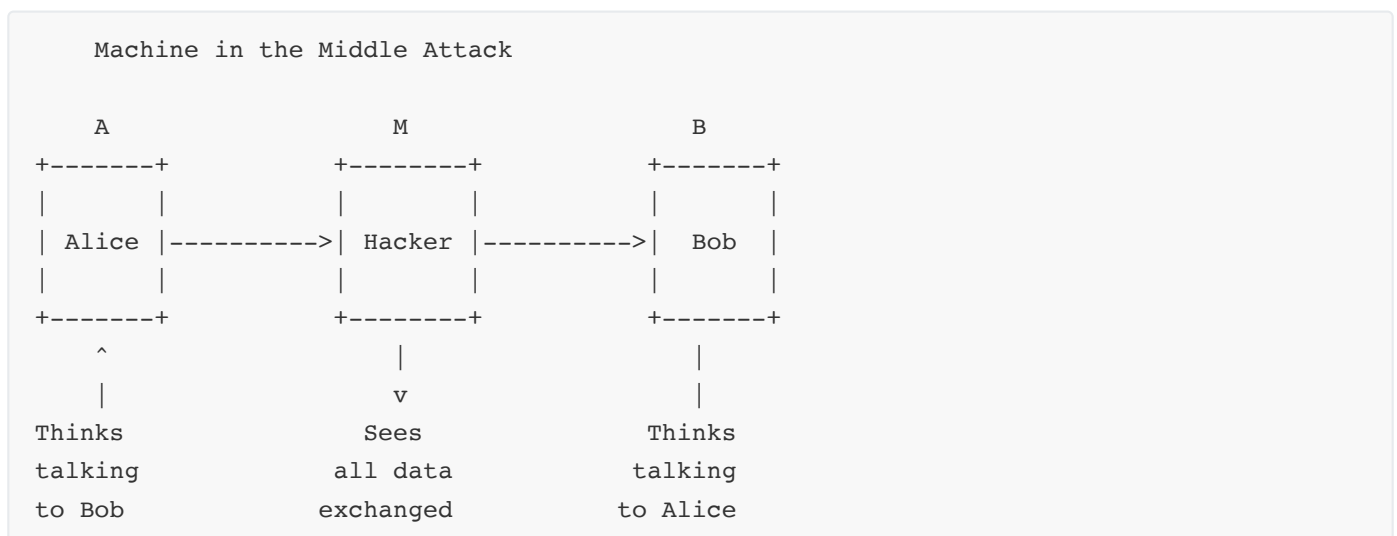 Machine in the Middle Attack
A                   M                   B
+-------+           +--------+           +-------+
|       |           |        |           |       |
| Alice |---------->| Hacker |---------->|  Bob  |
|       |           |        |           |       |
+-------+           +--------+           +-------+
^                   |                   |
|                   v                   |
Thinks                Sees               Thinks
talking             all data            talking
to Bob             exchanged           to Alice